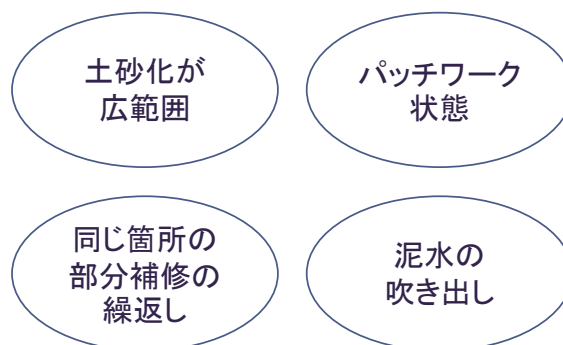 土砂化が
広範囲
パッチワーク
状態
同じ箇所の
部分補修の
繰返し
泥水の
吹き出し